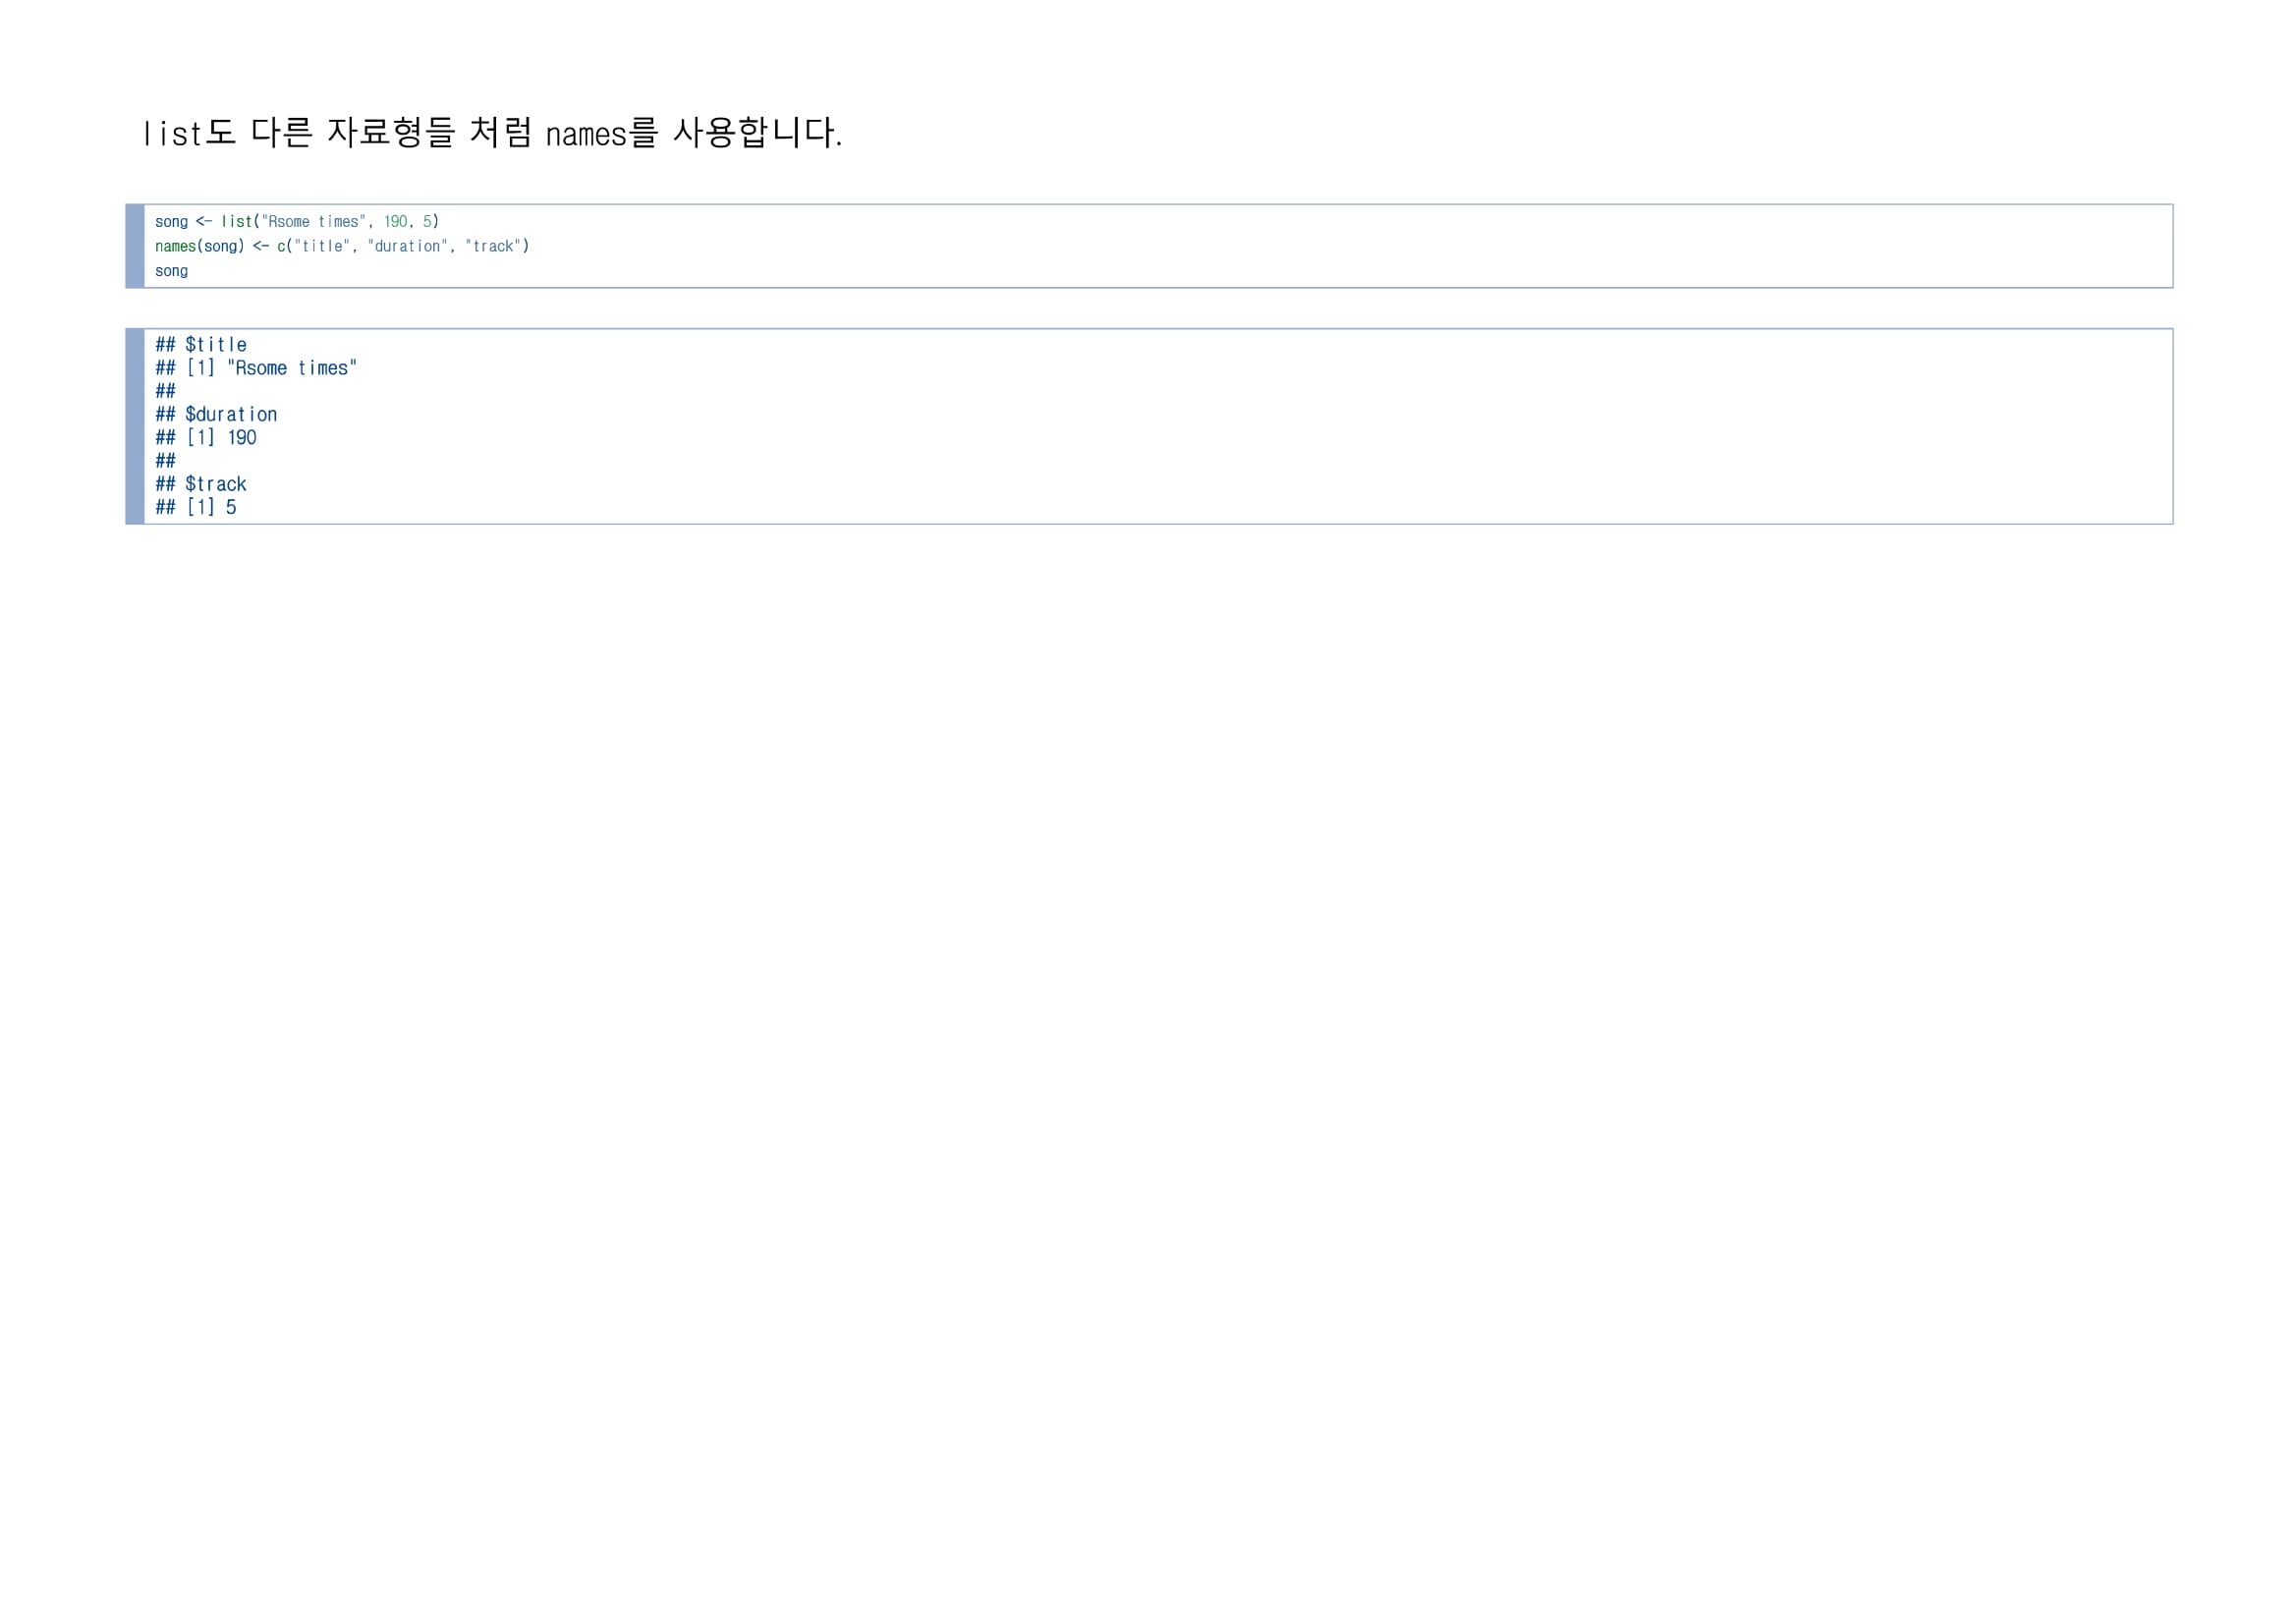 list도 다른 자료형들 처럼 names를 사용합니다.
song <- list("Rsome times", 190, 5)
names(song) <- c("title", "duration", "track")
song
## $title
## [1] "Rsome times"
##
## $duration
## [1] 190
##
## $track
## [1] 5